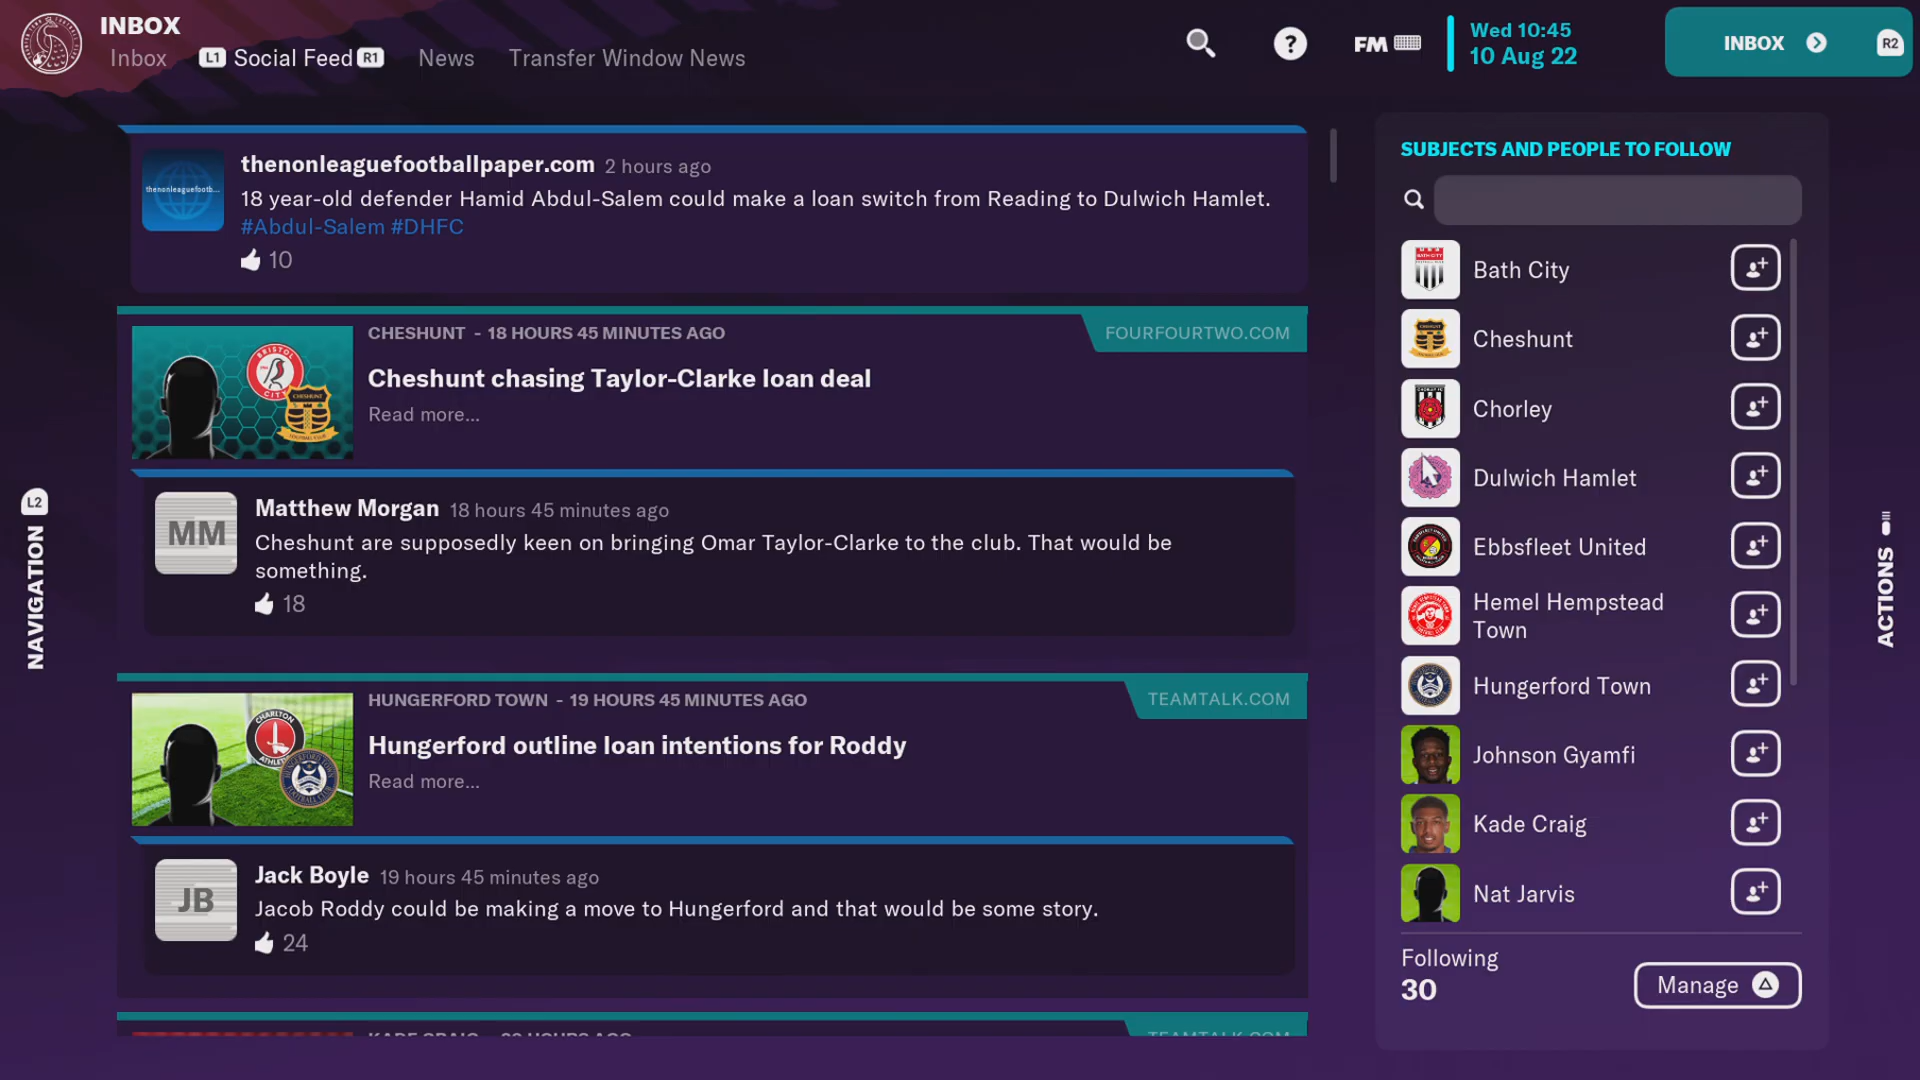 INBOX
Inbox
L1 Social Feed R1
News
Transfer Window News
?
FM
Wed 10:45
10 Aug 22
INBOX
R2
thenonleaguefootb...
thenonleaguefootballpaper.com 2 hours ago
18 year-old defender Hamid Abdul-Salem could make a loan switch from Reading to Dulwich Hamlet.
#Abdul-Salem #DHFC
10
CHESHUNT - 18 HOURS 45 MINUTES AGO
FOURFOURTWO.COM
BRISTOL
CITY
CHESHUNT
Cheshunt chasing Taylor-Clarke loan deal
Read more...
MM
Matthew Morgan 18 hours 45 minutes ago
Cheshunt are supposedly keen on bringing Omar Taylor-Clarke to the club. That would be
something.
18
HUNGERFORD TOWN - 19 HOURS 45 MINUTES AGO
TEAMTALK.COM
CHARLTON
Hungerford outline loan intentions for Roddy
Read more...
JB
Jack Boyle 19 hours 45 minutes ago
Jacob Roddy could be making a move to Hungerford and that would be some story.
24
NAVIGATION L2
SUBJECTS AND PEOPLE TO FOLLOW
BATH CITY
Bath City
Cheshunt
Chorley
Dulwich Hamlet
Ebbsfleet United
Hemel Hempstead
Town
Hungerford Town
Johnson Gyamfi
Kade Craig
Nat Jarvis
Following
30
Manage
ACTIONS